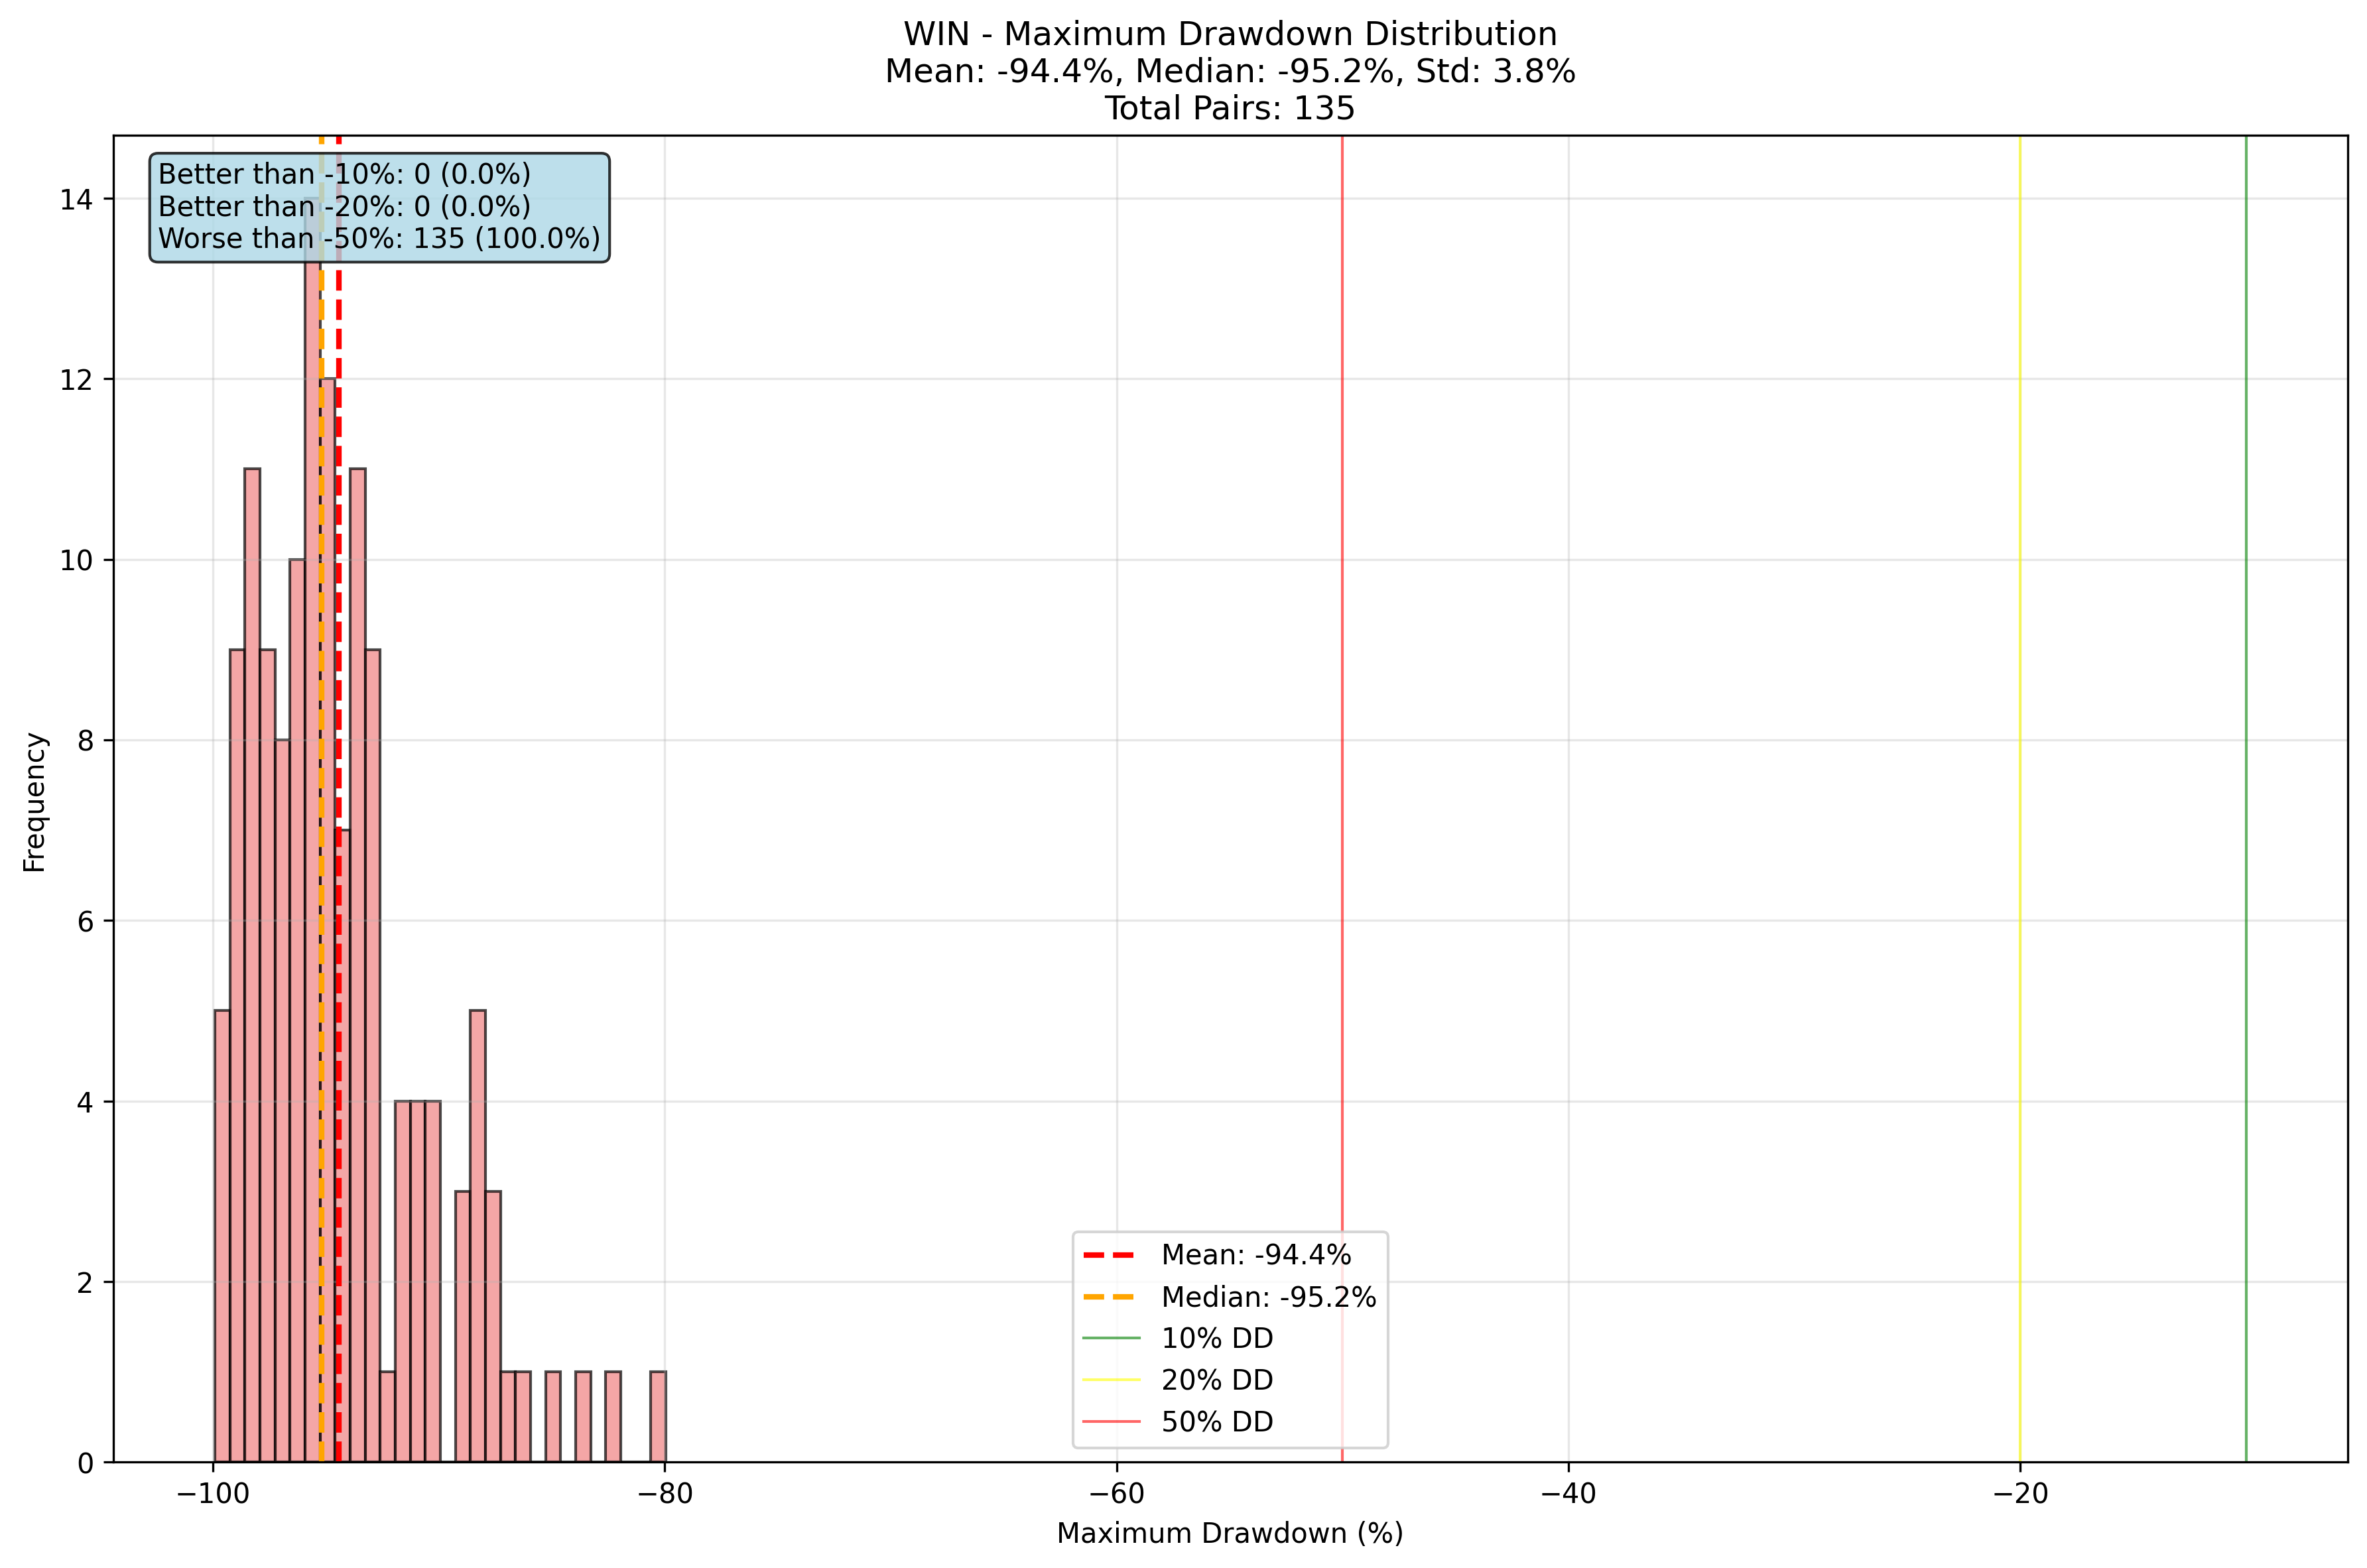 WIN - Maximum Drawdown Distribution
Mean: -94.4%, Median: -95.2%, Std: 3.8%
Total Pairs: 135
Better than -10%: 0 (0.0%)
Better than -20%: 0 (0.0%)
Worse than -50%: 135 (100.0%)
14
12
10
8
6
4
2
0
Frequency
Mean: -94.4%
Median: -95.2%
10% DD
20% DD
50% DD
−100
−80
−60
−40
−20
Maximum Drawdown (%)